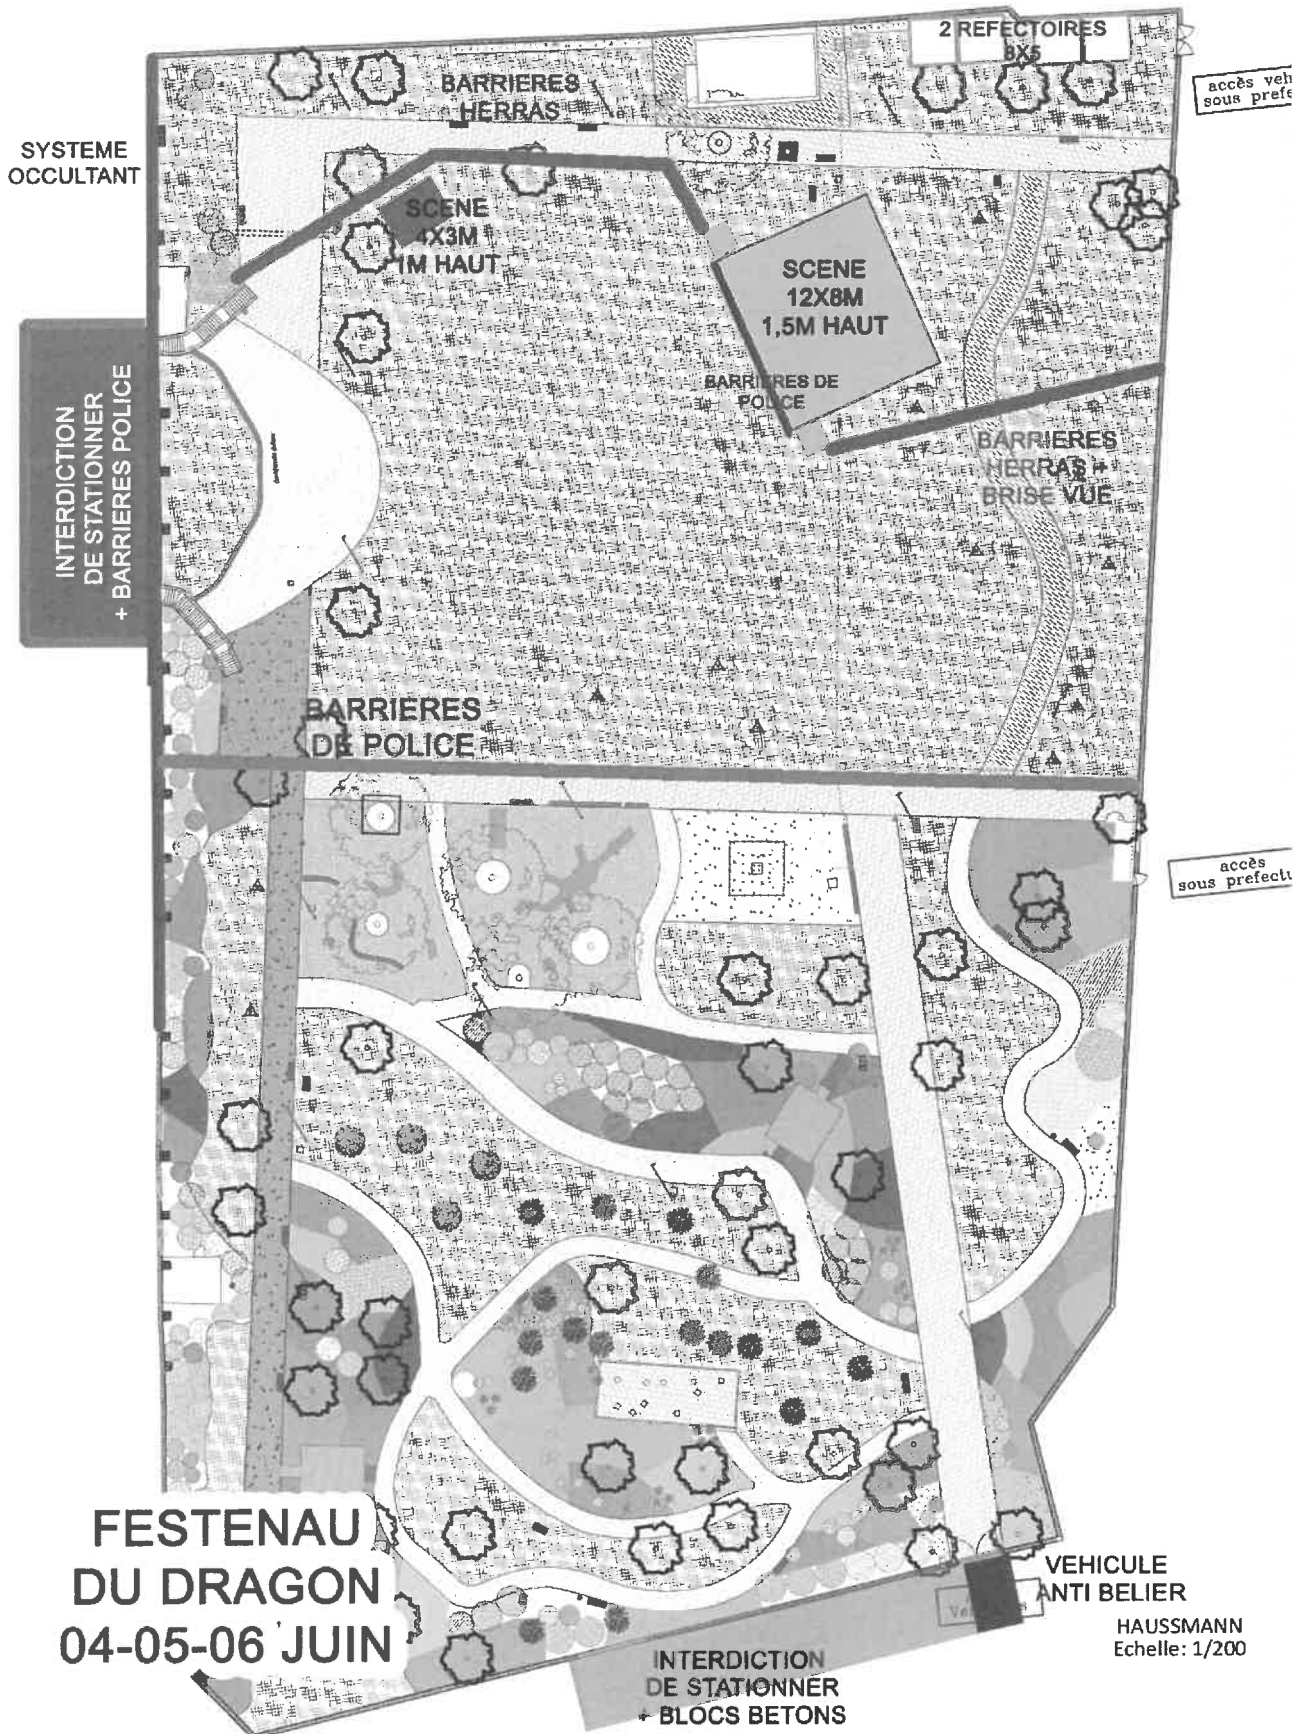 2 REFECTOIRES
8X5
BARRIERES
HERRAS
accès veh
sous prefe
SYSTEME
OCCULTANT
SCENE
4X3M
1M HAUT
SCENE
12X8M
1,5M HAUT
BARRIERES DE
POLICE
INTERDICTION
DE STATIONNER
+ BARRIERES POLICE
BARRIERES
HERRAS +
BRISE VUE
BARRIERES
DE POLICE
accès
sous prefectu
FESTENAU
DU DRAGON
04-05-06 JUIN
VEHICULE
ANTI BELIER
HAUSSMANN
Echelle: 1/200
INTERDICTION
DE STATIONNER
+ BLOCS BETONS